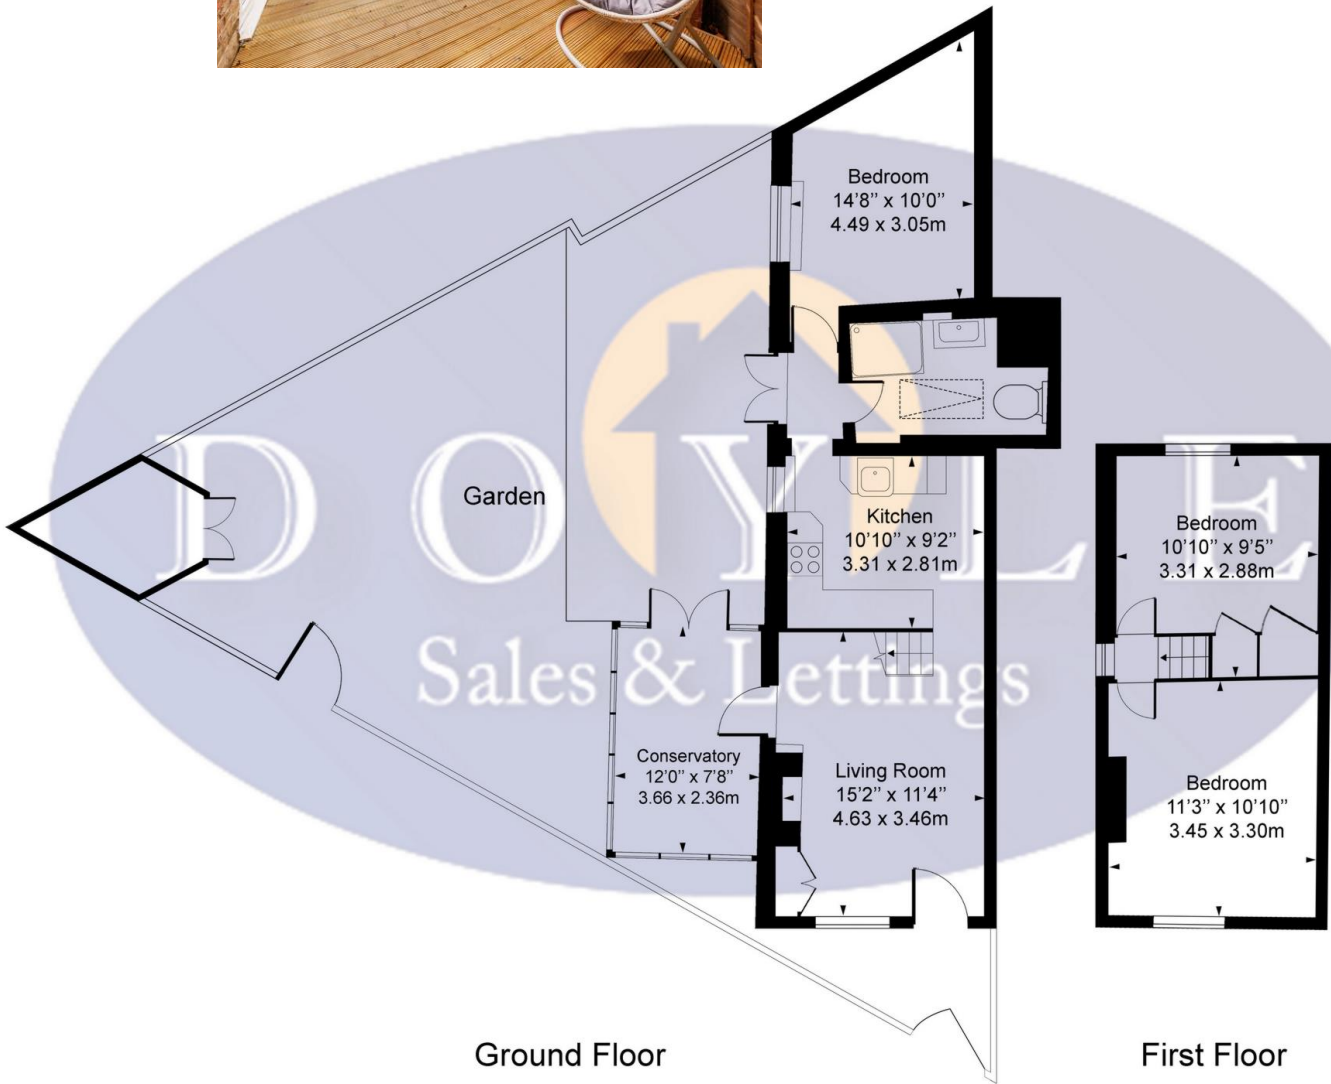 Bedroom
14'8" x 10'0"
4.49 x 3.05m
DOYLE
Sales & Lettings
Garden
Kitchen
10'10" x 9'2"
3.31 x 2.81m
Bedroom
10'10" x 9'5"
3.31 x 2.88m
Conservatory
12'0" x 7'8"
3.66 x 2.36m
Living Room
15'2" x 11'4"
4.63 x 3.46m
Bedroom
11'3" x 10'10"
3.45 x 3.30m
Ground Floor
First Floor